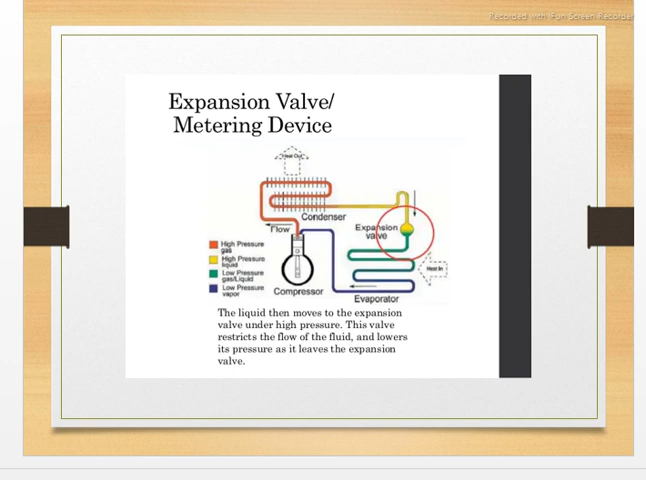 Recorded with Fun Screen Recorder
Expansion Valve/
Metering Device
Heat Out
Condenser
Flow
Expansion
valve
High Pressure
gas
High Pressure
liquid
Low Pressure
gas/Liquid
Low Pressure
vapor
Heat In
Compressor
Evaporator
The liquid then moves to the expansion
valve under high pressure. This valve
restricts the flow of the fluid, and lowers
its pressure as it leaves the expansion
valve.